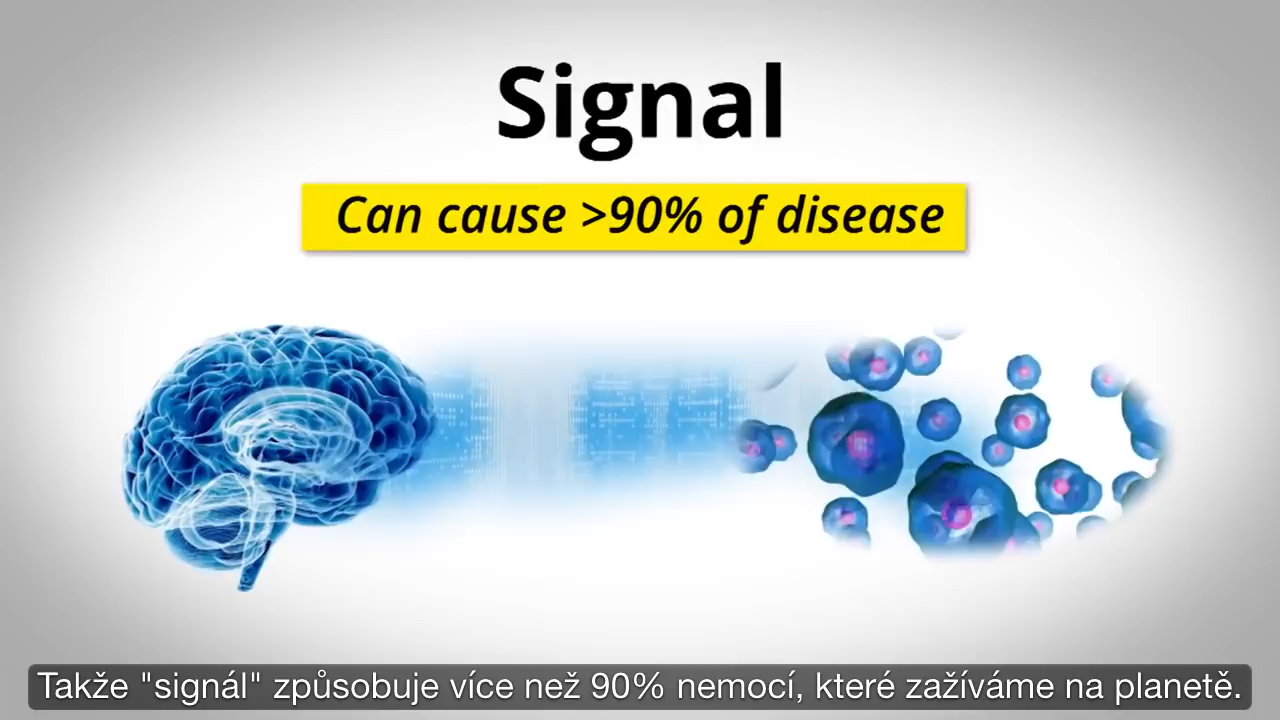 Signal
Can cause >90% of disease
Takže "signál" způsobuje více než 90% nemocí, které zažíváme na planetě.